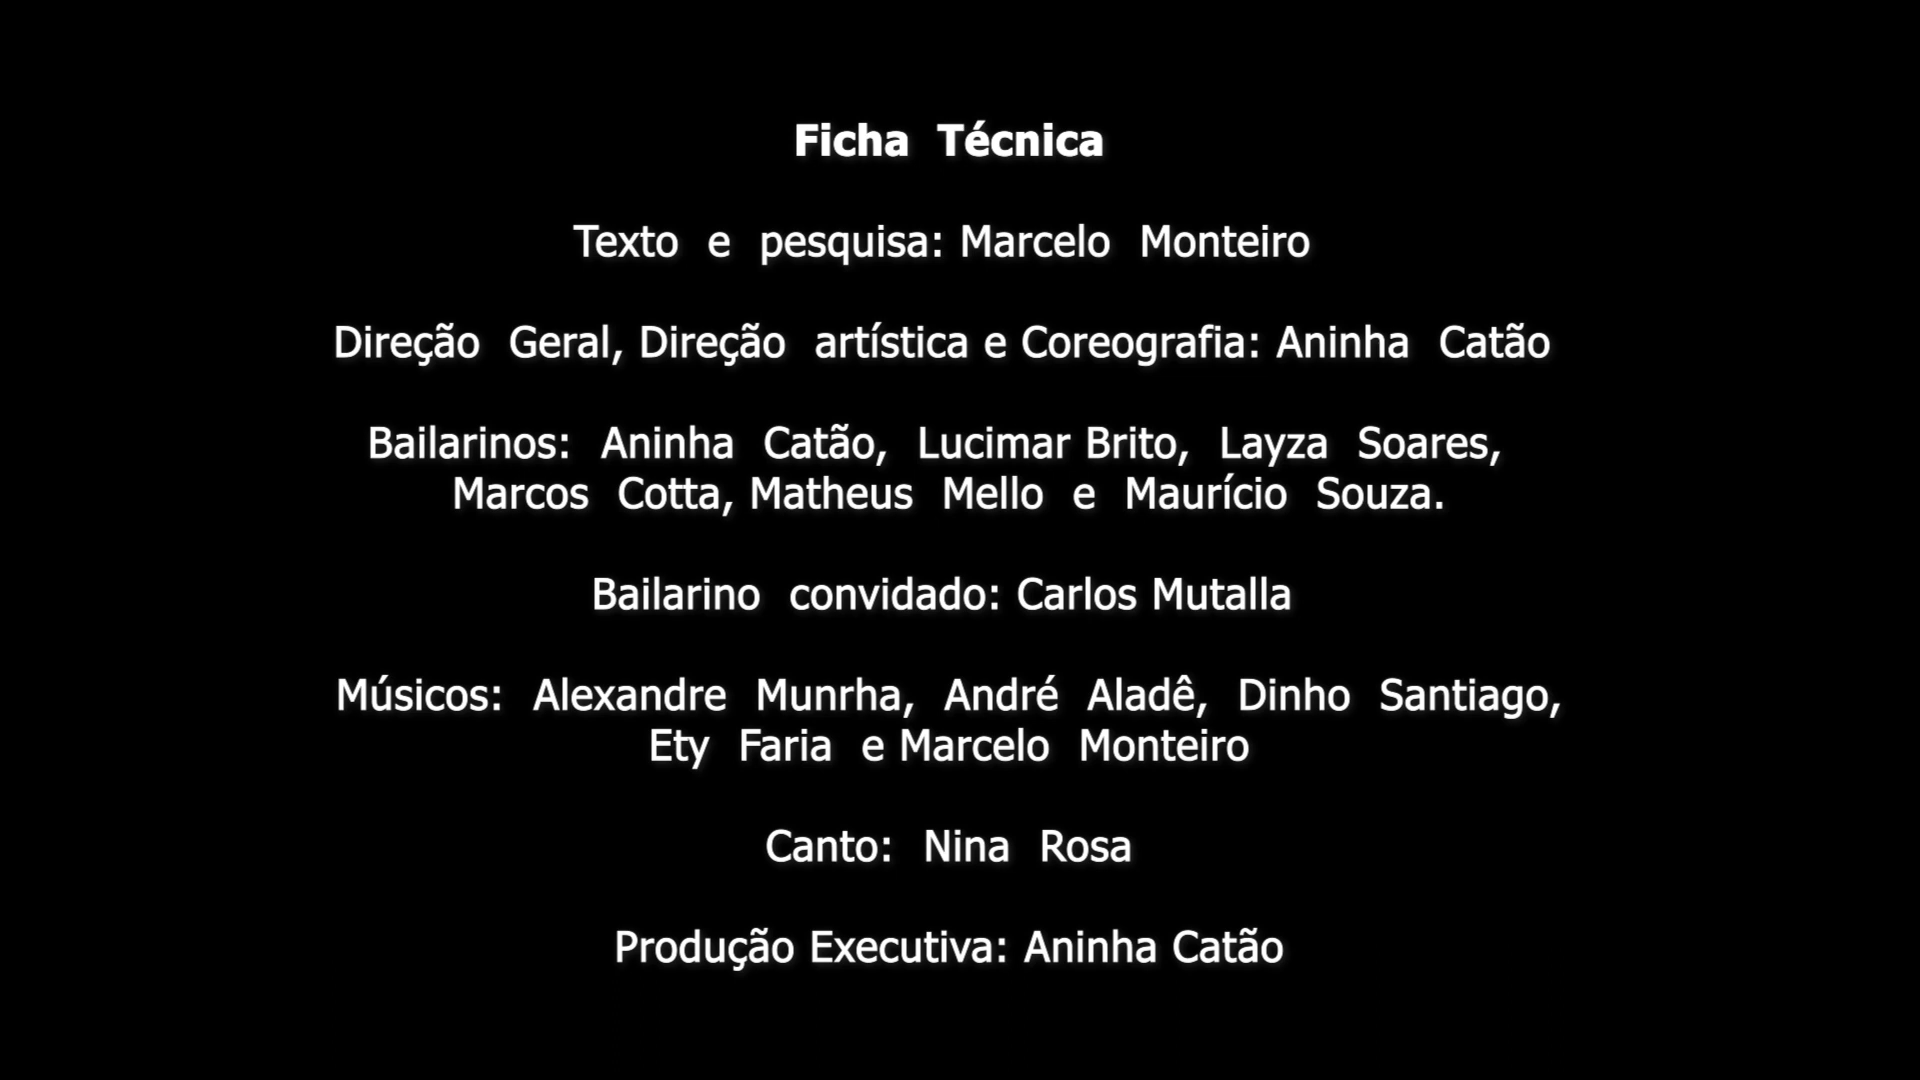 Ficha Técnica
Texto e pesquisa: Marcelo Monteiro
Direção Geral, Direção artística e Coreografia: Aninha Catão
Bailarinos: Aninha Catão, Lucimar Brito, Layza Soares,
Marcos Cotta, Matheus Mello e Maurício Souza.
Bailarino convidado: Carlos Mutalla
Músicos: Alexandre Munrha, André Aladê, Dinho Santiago,
Ety Faria e Marcelo Monteiro
Canto: Nina Rosa
Produção Executiva: Aninha Catão